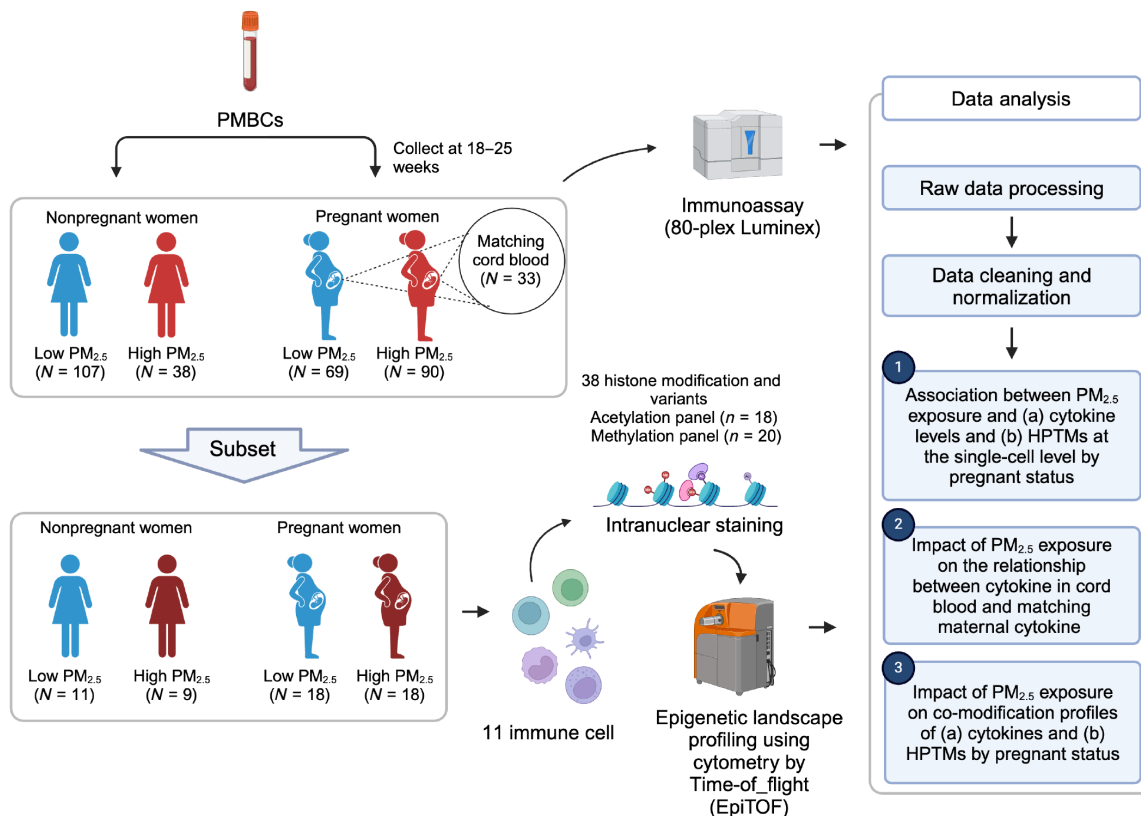 PMBCs
Collect at 18–25
weeks
Nonpregnant women
Pregnant women
Matching
cord blood
(N = 33)
Low PM2.5
(N = 107)
High PM2.5
(N = 38)
Low PM2.5
(N = 69)
High PM2.5
(N = 90)
Immunoassay
(80-plex Luminex)
Subset
Nonpregnant women
Pregnant women
Low PM2.5
(N = 11)
High PM2.5
(N = 9)
Low PM2.5
(N = 18)
High PM2.5
(N = 18)
11 immune cell
38 histone modification and
variants
Acetylation panel (n = 18)
Methylation panel (n = 20)
Intranuclear staining
Epigenetic landscape
profiling using
cytometry by
Time-of_flight
(EpiTOF)
Data analysis
Raw data processing
Data cleaning and
normalization
1
Association between PM2.5
exposure and (a) cytokine
levels and (b) HPTMs at
the single-cell level by
pregnant status
2
Impact of PM2.5 exposure
on the relationship
between cytokine in cord
blood and matching
maternal cytokine
3
Impact of PM2.5 exposure
on co-modification profiles
of (a) cytokines and (b)
HPTMs by pregnant status